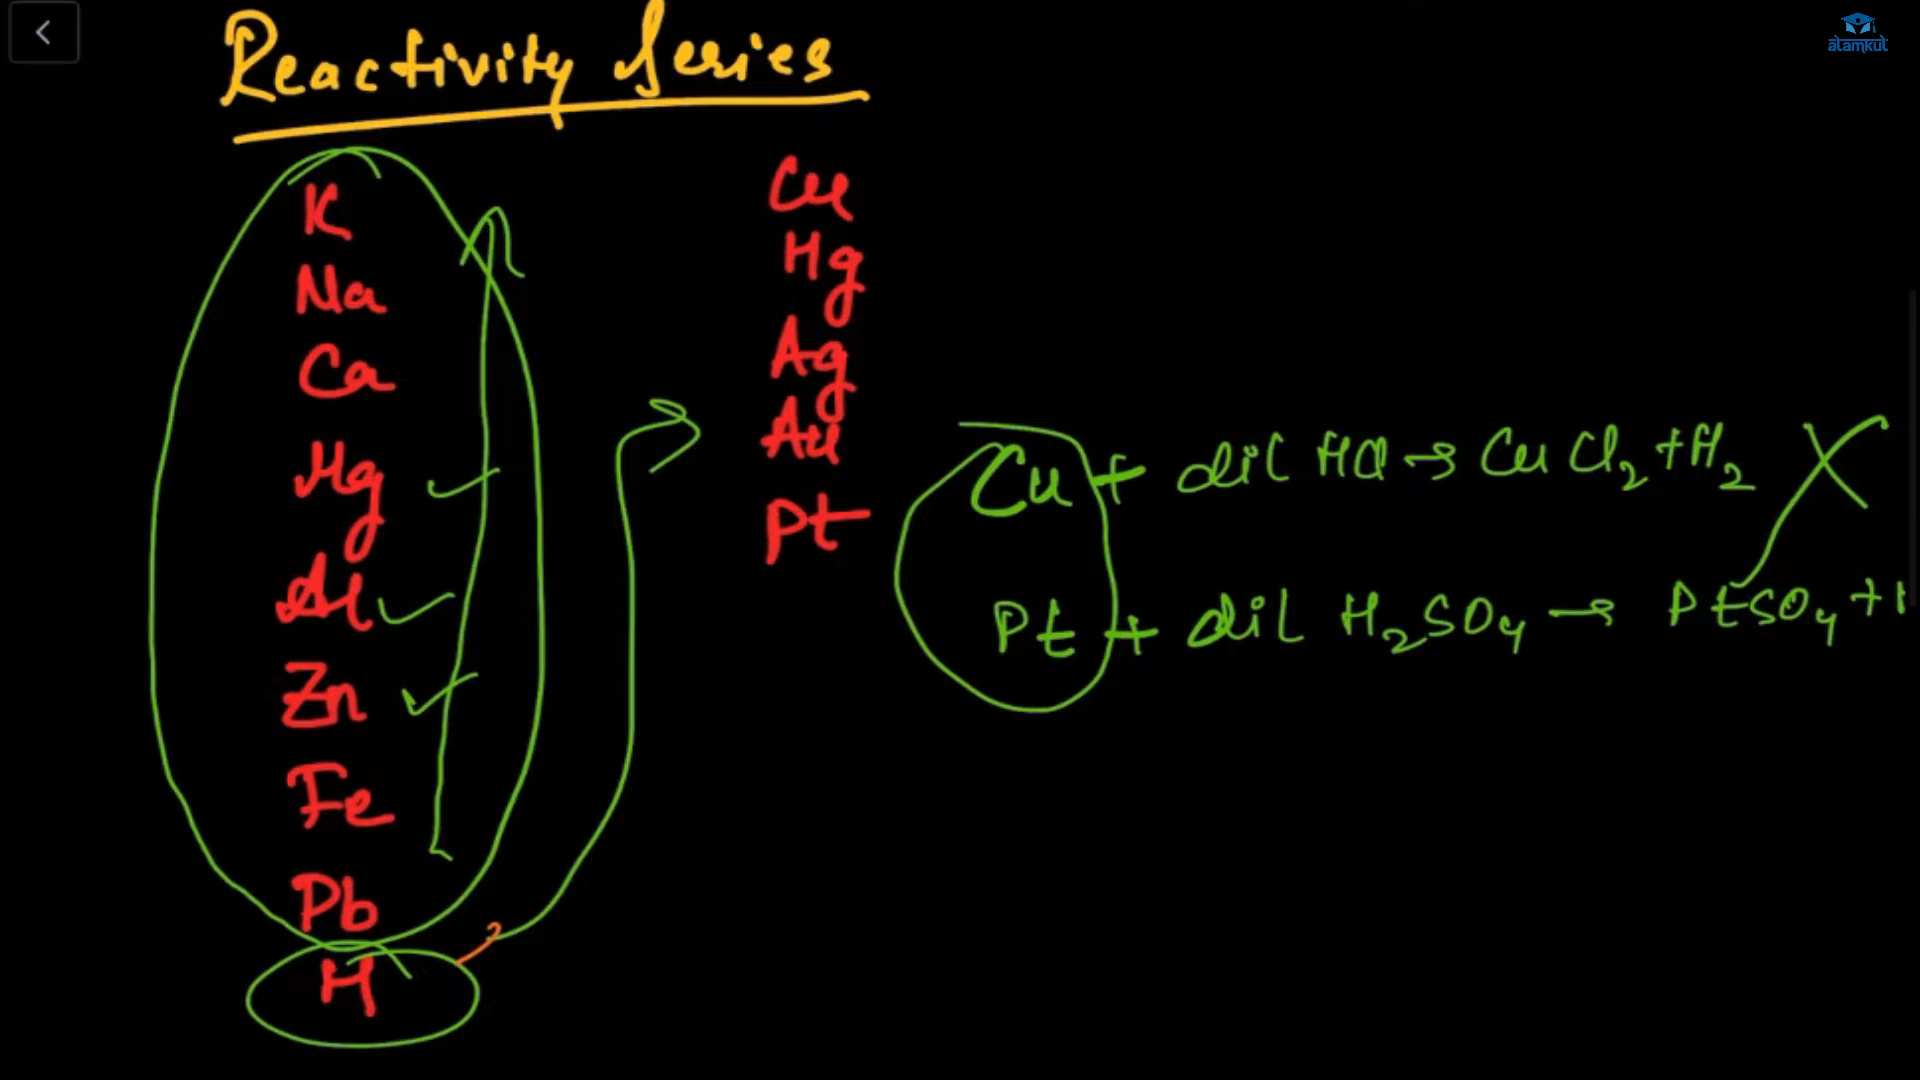 Reactivity Series
K
Na
Ca
Mg
Al
Zn
Fe
Pb
H
Cu
Hg
Ag
Au
Pt
Cu + dil HCl → CuCl2 + H2
Pt + dil H2SO4 → PtSO4 +
alamkul